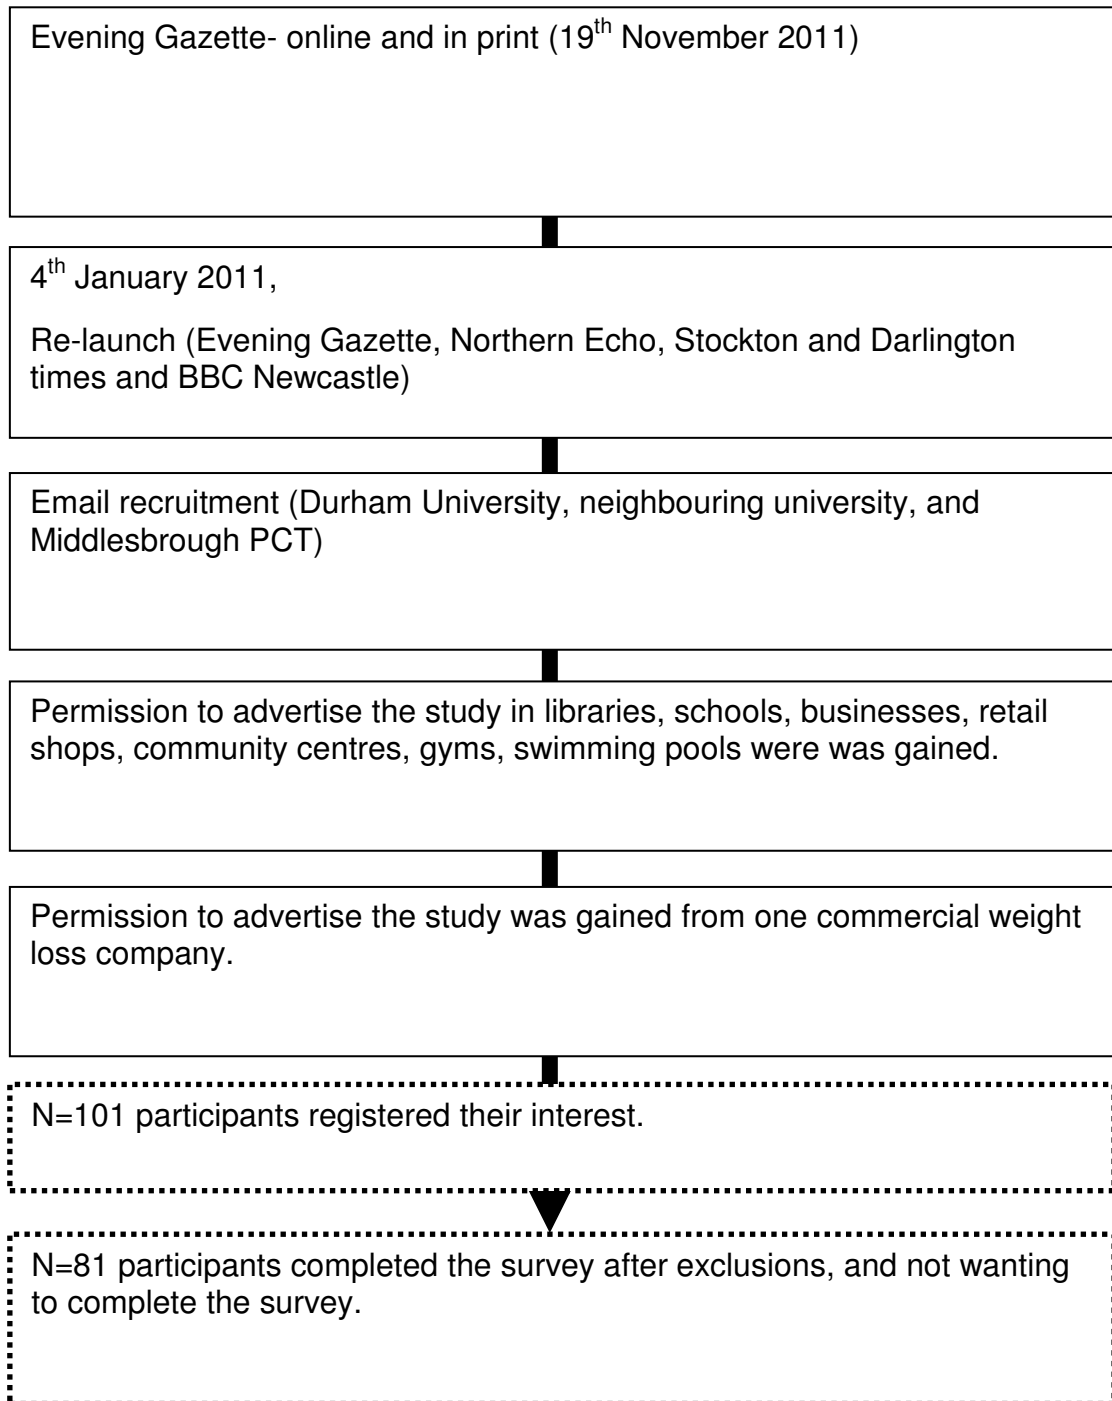 Evening Gazette- online and in print (19th November 2011)
4th January 2011,
Re-launch (Evening Gazette, Northern Echo, Stockton and Darlington
times and BBC Newcastle)
Email recruitment (Durham University, neighbouring university, and
Middlesbrough PCT)
Permission to advertise the study in libraries, schools, businesses, retail
shops, community centres, gyms, swimming pools were was gained.
Permission to advertise the study was gained from one commercial weight
loss company.
N=101 participants registered their interest.
N=81 participants completed the survey after exclusions, and not wanting
to complete the survey.